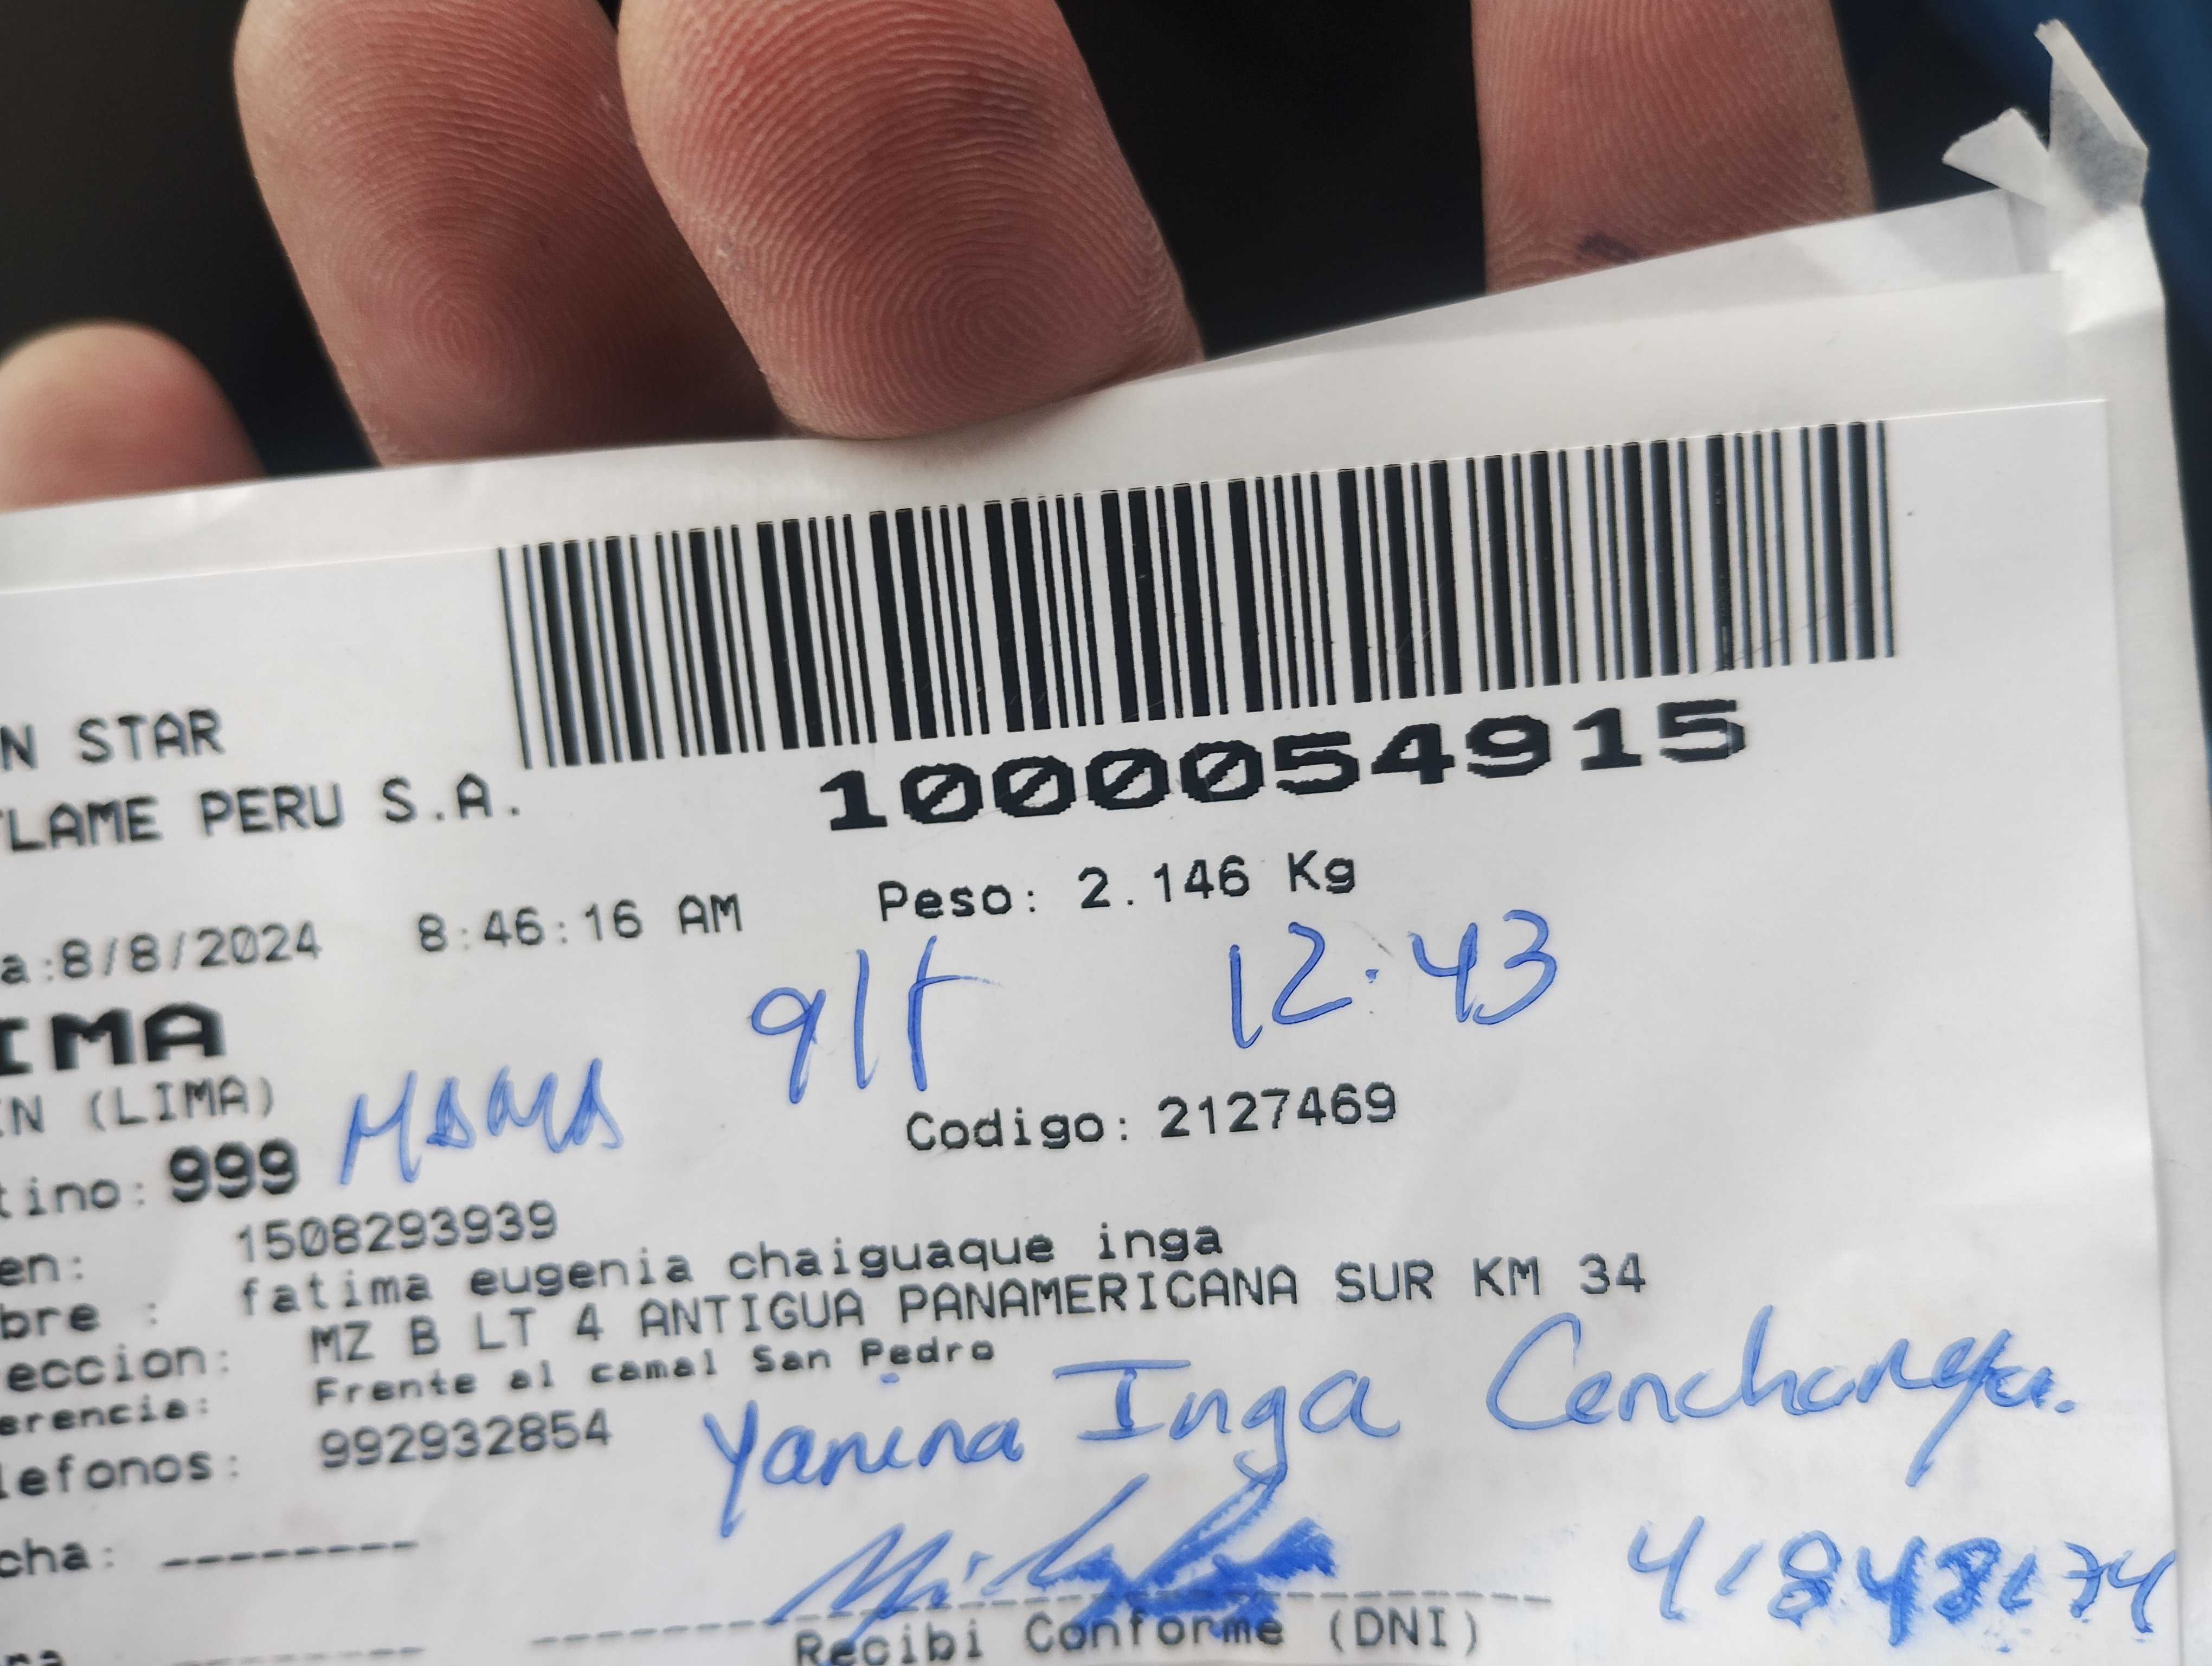 1000054915
N STAR
FLAME PERU S.A.
Peso: 2.146 Kg
a:8/8/2024 8:46:16 AM
12:43
IMA
N (LIMA)
MAMA
Codigo: 2127469
tino: 999
en: 1508293939
bre : fatima eugenia chaiguaque inga
eccion: MZ B LT 4 ANTIGUA PANAMERICANA SUR KM 34
erencia: Frente al camal San Pedro
lefonos: 992932854
Yanina Inga
cha: --------
Recibi Conforme (DNI)